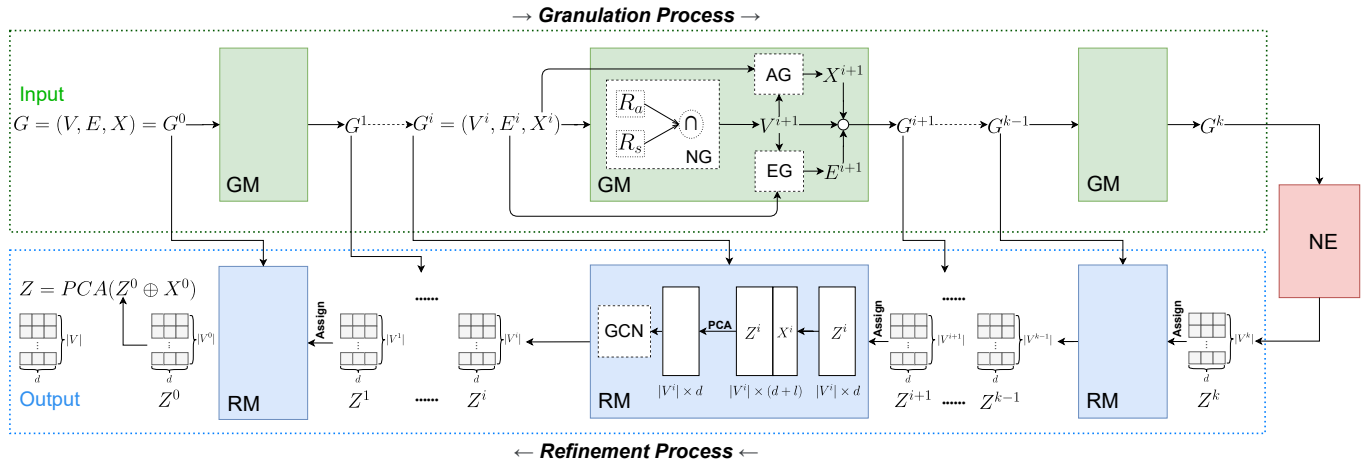 → Granulation Process →
Input
G = (V, E, X) = G^0
GM
G^1
G^i = (V^i, E^i, X^i)
R_a
R_s
∩
NG
GM
AG
X^{i+1}
V^{i+1}
EG
E^{i+1}
G^{i+1}
G^{k−1}
GM
G^k
NE
Z = PCA(Z^0 ⊕ X^0)
|V|
d
|V^0|
d
Z^0
Output
RM
Assign
|V^1|
d
Z^1
......
......
|V^i|
d
Z^i
GCN
|V^i| × d
PCA
Z^i
X^i
|V^i| × (d + l)
Z^i
|V^i| × d
RM
Assign
|V^{i+1}|
d
Z^{i+1}
......
......
|V^{k−1}|
d
Z^{k−1}
RM
Assign
|V^k|
d
Z^k
← Refinement Process ←